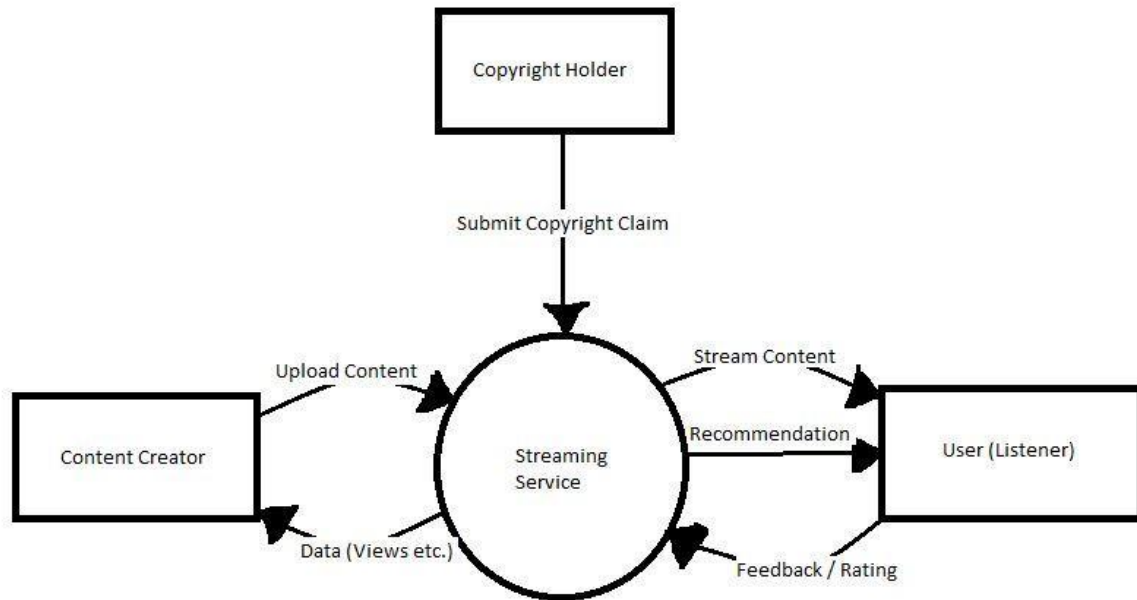 Copyright Holder
Submit Copyright Claim
Upload Content
Stream Content
Content Creator
Streaming
Service
Recommendation
User (Listener)
Data (Views etc.)
Feedback / Rating